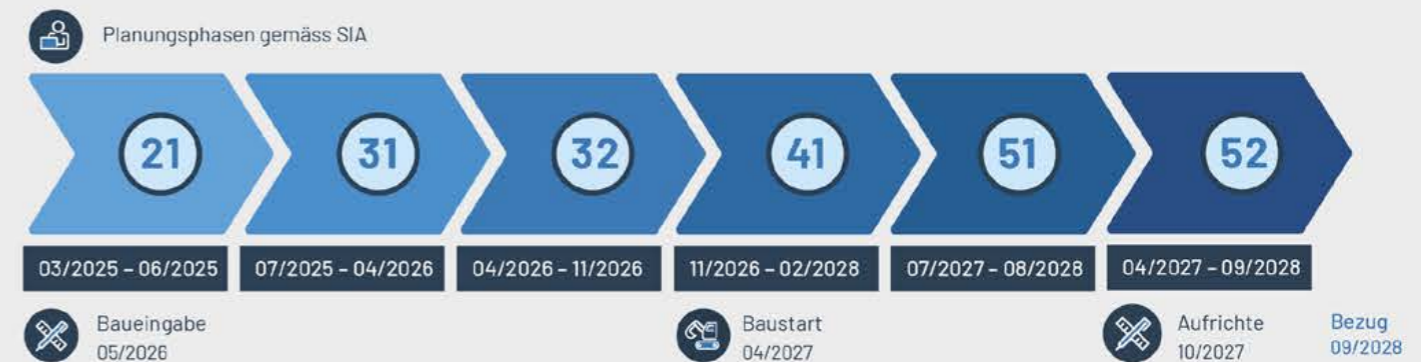 Planungsphasen gemäss SIA
21 31 32 41 51 52
03/2025 – 06/2025 07/2025 – 04/2026 04/2026 – 11/2026 11/2026 – 02/2028 07/2027 – 08/2028 04/2027 – 09/2028
Baueingabe Baustart Aufrichte Bezug
05/2026 04/2027 10/2027 09/2028